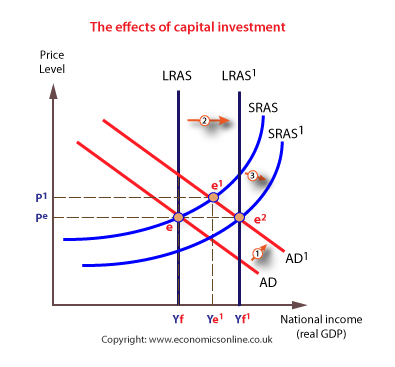 The effects of capital investment
Price
Level
LRAS
LRAS¹
SRAS
SRAS¹
2
3
1
e¹
e
e²
p1
pe
AD¹
AD
Yf
Ye¹
Yf¹
National income
(real GDP)
Copyright: www.economicsonline.co.uk